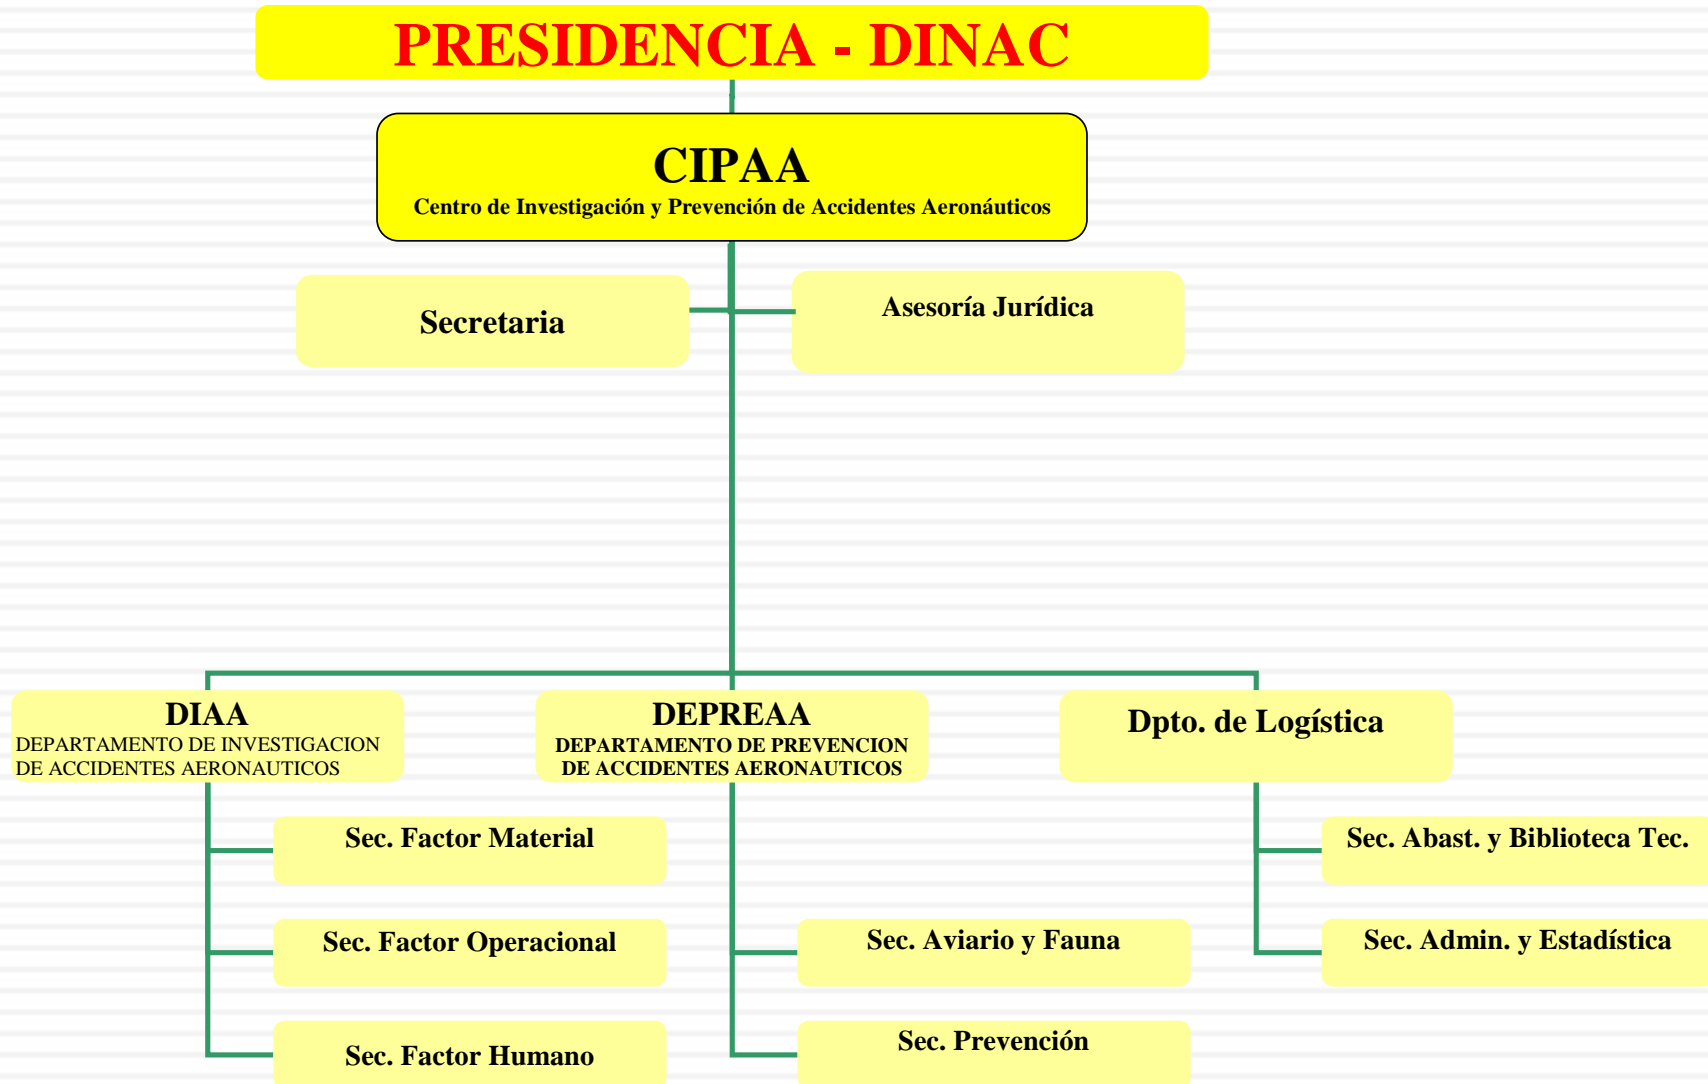 PRESIDENCIA - DINAC
CIPAA
Centro de Investigación y Prevención de Accidentes Aeronáuticos
Secretaria
Asesoría Jurídica
DIAA
DEPARTAMENTO DE INVESTIGACION
DE ACCIDENTES AERONAUTICOS
DEPREAA
DEPARTAMENTO DE PREVENCION
DE ACCIDENTES AERONAUTICOS
Dpto. de Logística
Sec. Factor Material
Sec. Factor Operacional
Sec. Factor Humano
Sec. Aviario y Fauna
Sec. Prevención
Sec. Abast. y Biblioteca Tec.
Sec. Admin. y Estadística